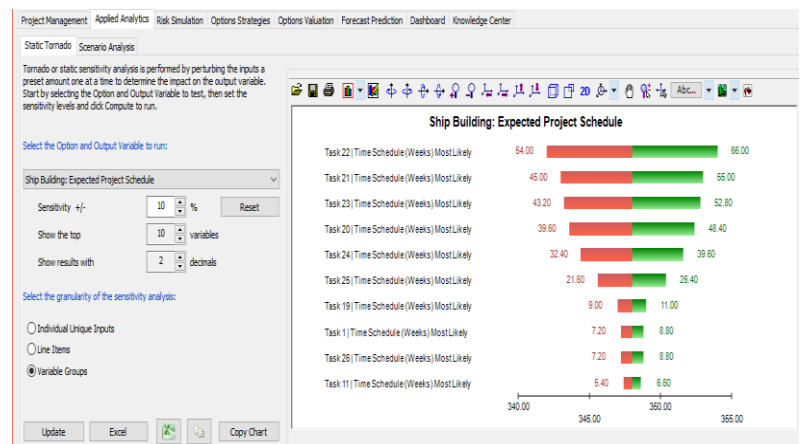 Project Management Applied Analytics Risk Simulation Options Strategies Options Valuation Forecast Prediction Dashboard Knowledge Center
Static Tornado Scenario Analysis
Tornado or static sensitivity analysis is performed by perturbing the inputs a
preset amount one at a time to determine the impact on the output variable.
Start by selecting the Option and Output Variable to test, then set the
sensitivity levels and click Compute to run.
Select the Option and Output Variable to run:
Ship Building: Expected Project Schedule
Sensitivity +/- 10 % Reset
Show the top 10 variables
Show results with 2 decimals
Select the granularity of the sensitivity analysis:
Individual Unique Inputs
Line Items
Variable Groups
Update Excel Copy Chart
2D Abc...
Ship Building: Expected Project Schedule
Task 22 | Time Schedule (Weeks) Most Likely 54.00 66.00
Task 21 | Time Schedule (Weeks) Most Likely 45.00 55.00
Task 23 | Time Schedule (Weeks) Most Likely 43.20 52.80
Task 20 | Time Schedule (Weeks) Most Likely 39.60 48.40
Task 24 | Time Schedule (Weeks) Most Likely 32.40 39.60
Task 25 | Time Schedule (Weeks) Most Likely 21.60 26.40
Task 19 | Time Schedule (Weeks) Most Likely 9.00 11.00
Task 1 | Time Schedule (Weeks) Most Likely 7.20 8.80
Task 26 | Time Schedule (Weeks) Most Likely 7.20 8.80
Task 11 | Time Schedule (Weeks) Most Likely 5.40 6.60
340.00 345.00 350.00 355.00